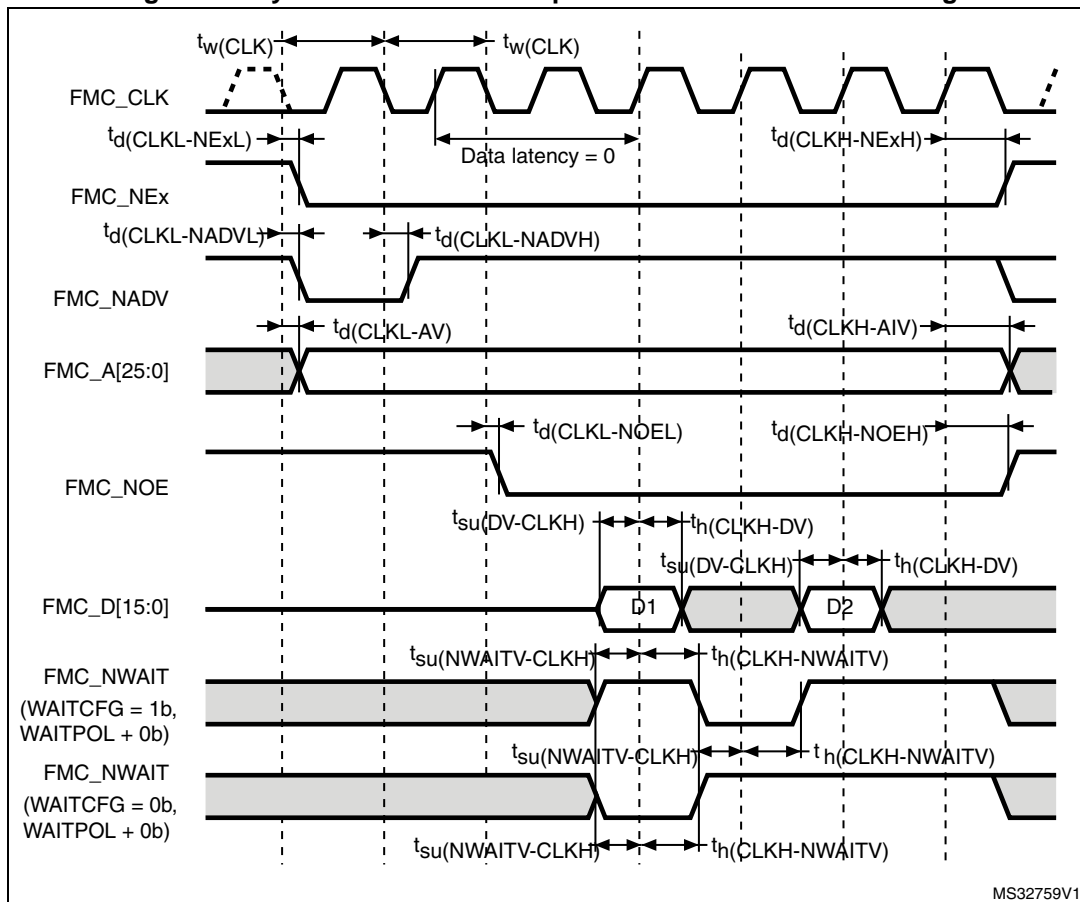 tw(CLK) tw(CLK)
FMC_CLK
td(CLKL-NExL) Data latency = 0 td(CLKH-NExH)
FMC_NEx
td(CLKL-NADVL) td(CLKL-NADVH)
FMC_NADV
td(CLKL-AV) td(CLKH-AIV)
FMC_A[25:0]
td(CLKL-NOEL) td(CLKH-NOEH)
FMC_NOE
tsu(DV-CLKH) th(CLKH-DV)
tsu(DV-CLKH) th(CLKH-DV)
FMC_D[15:0] D1 D2
tsu(NWAITV-CLKH) th(CLKH-NWAITV)
FMC_NWAIT
(WAITCFG = 1b,
WAITPOL + 0b)
tsu(NWAITV-CLKH) th(CLKH-NWAITV)
FMC_NWAIT
(WAITCFG = 0b,
WAITPOL + 0b)
tsu(NWAITV-CLKH) th(CLKH-NWAITV)
MS32759V1